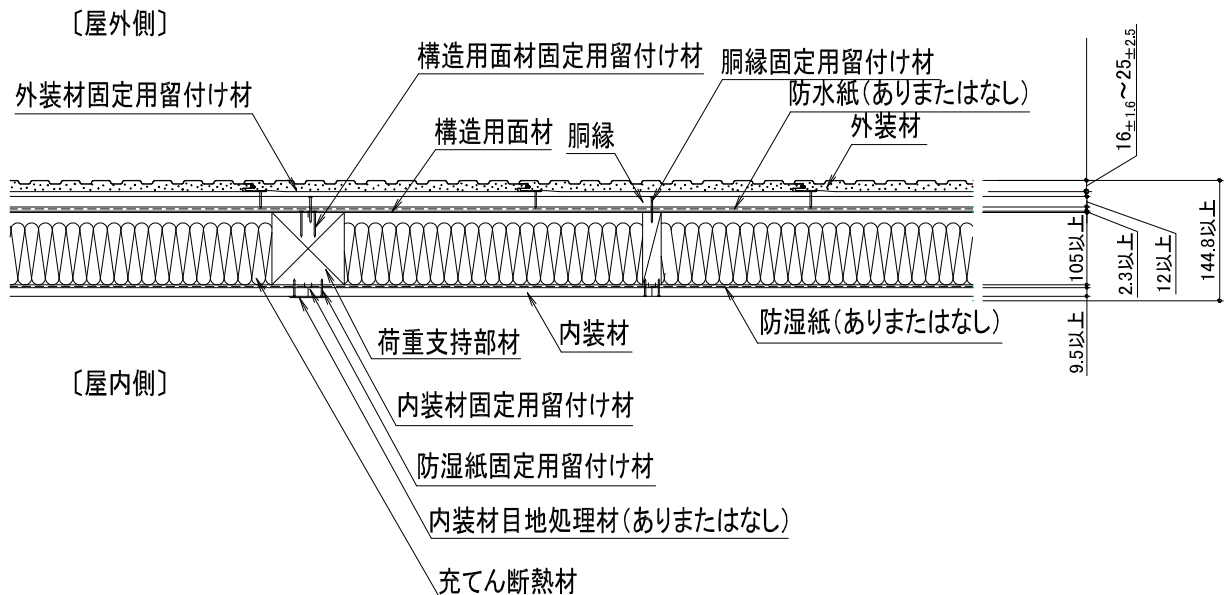 〔屋外側〕
構造用面材固定用留付け材
胴縁固定用留付け材
外装材固定用留付け材
防水紙(ありまたはなし)
構造用面材
胴縁
外装材
16±1.6～25±2.5
105以上
2.3以上
12以上
144.8以上
9.5以上
防湿紙(ありまたはなし)
内装材
荷重支持部材
〔屋内側〕
内装材固定用留付け材
防湿紙固定用留付け材
内装材目地処理材(ありまたはなし)
充てん断熱材